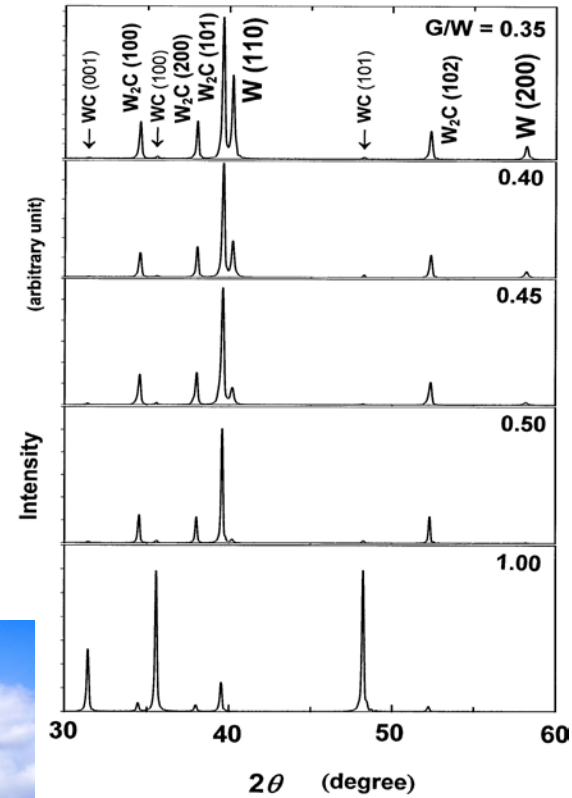 G/W = 0.35
WC (001)
W₂C (100)
WC (100)
W₂C (200)
W₂C (101)
W (110)
WC (101)
W₂C (102)
W (200)
0.40
(arbitrary unit)
0.45
0.50
Intensity
1.00
30 40 50 60
2θ (degree)